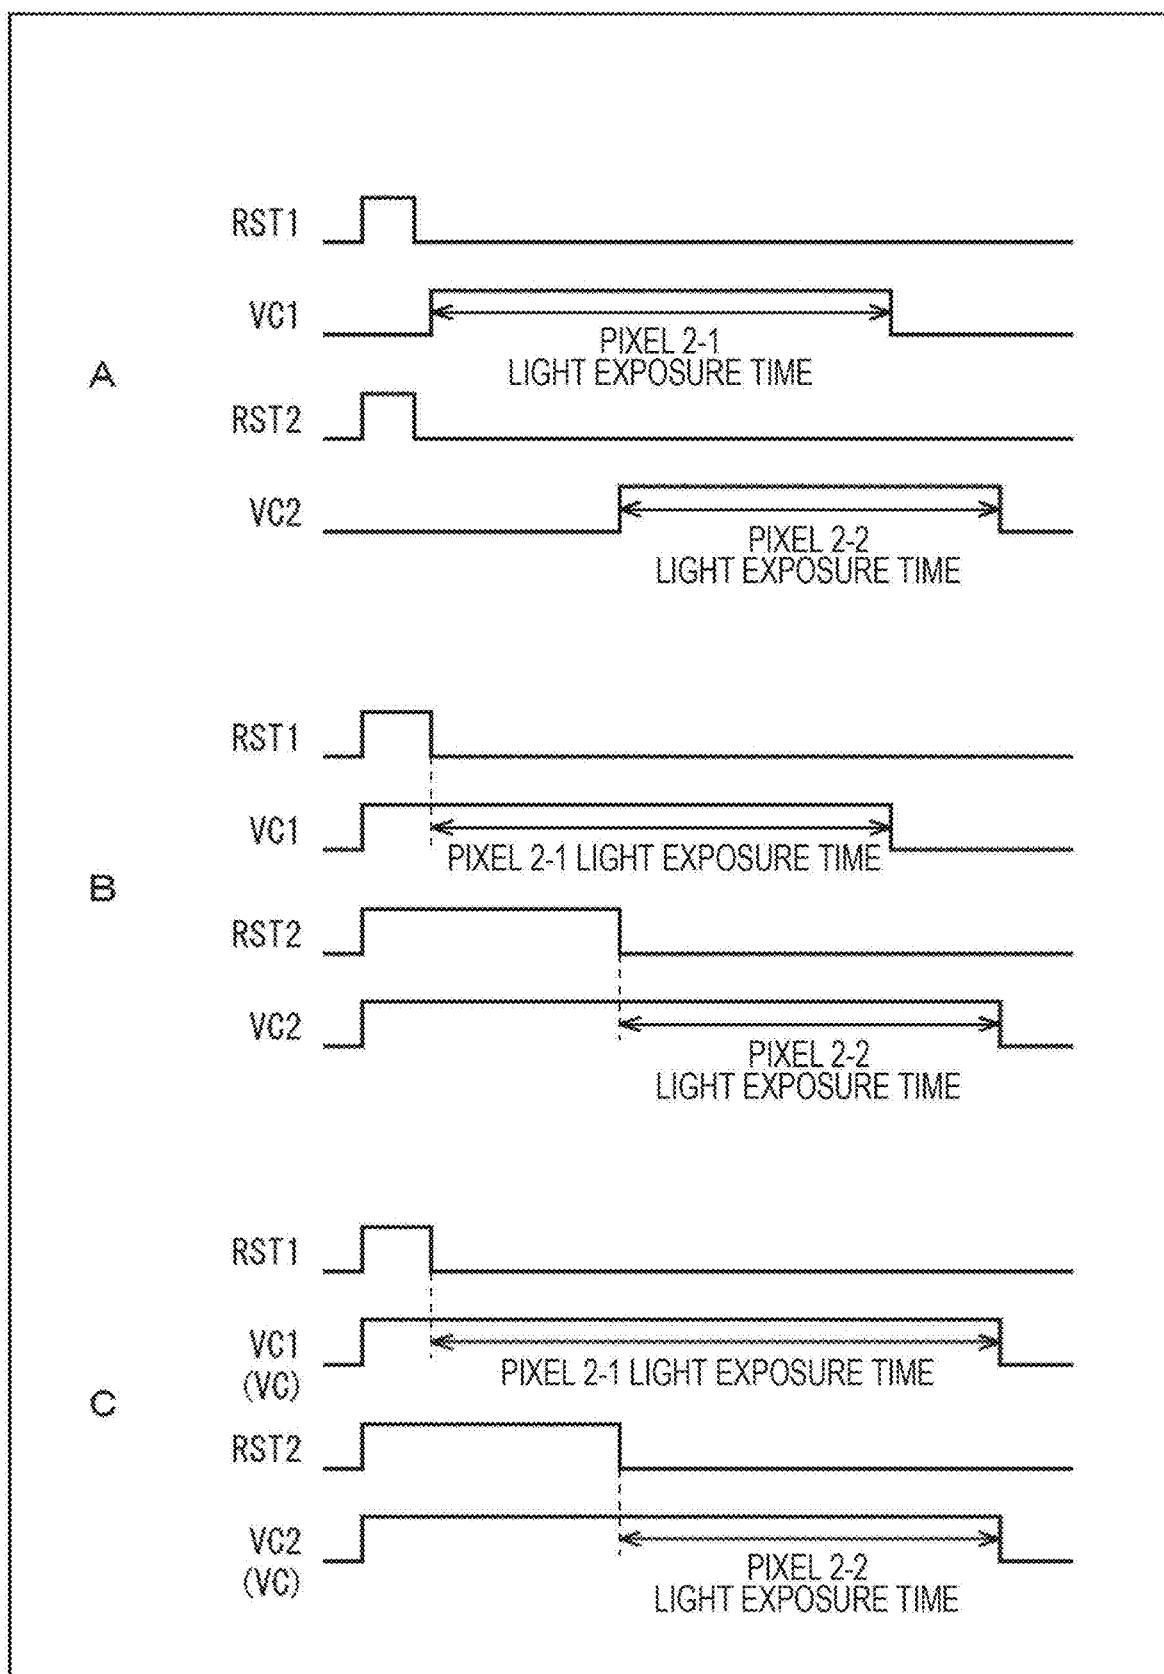 RST1
VC1
PIXEL 2-1
LIGHT EXPOSURE TIME
A
RST2
VC2
PIXEL 2-2
LIGHT EXPOSURE TIME
RST1
VC1
PIXEL 2-1 LIGHT EXPOSURE TIME
B
RST2
VC2
PIXEL 2-2
LIGHT EXPOSURE TIME
RST1
VC1
(VC)
PIXEL 2-1 LIGHT EXPOSURE TIME
C
RST2
VC2
(VC)
PIXEL 2-2
LIGHT EXPOSURE TIME